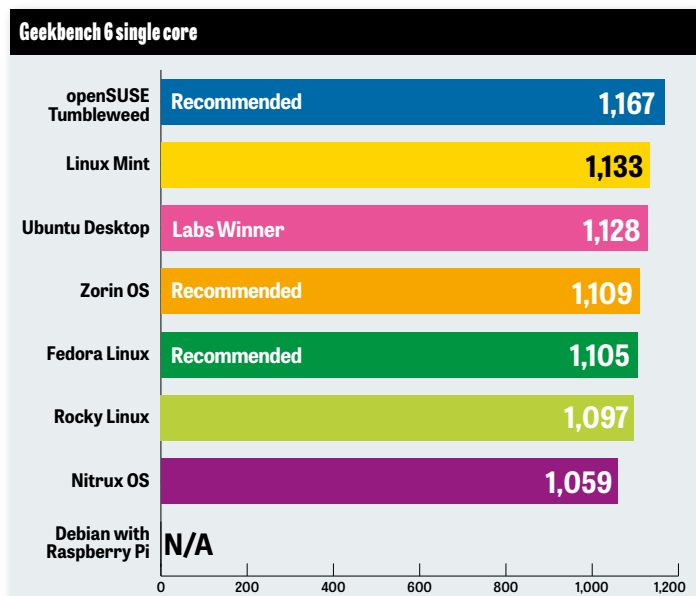 Geekbench 6 single core
openSUSE
Tumbleweed
Recommended
1,167
Linux Mint
1,133
Ubuntu Desktop
Labs Winner
1,128
Zorin OS
Recommended
1,109
Fedora Linux
Recommended
1,105
Rocky Linux
1,097
Nitrux OS
1,059
Debian with
Raspberry Pi
N/A
0 200 400 600 800 1,000 1,200